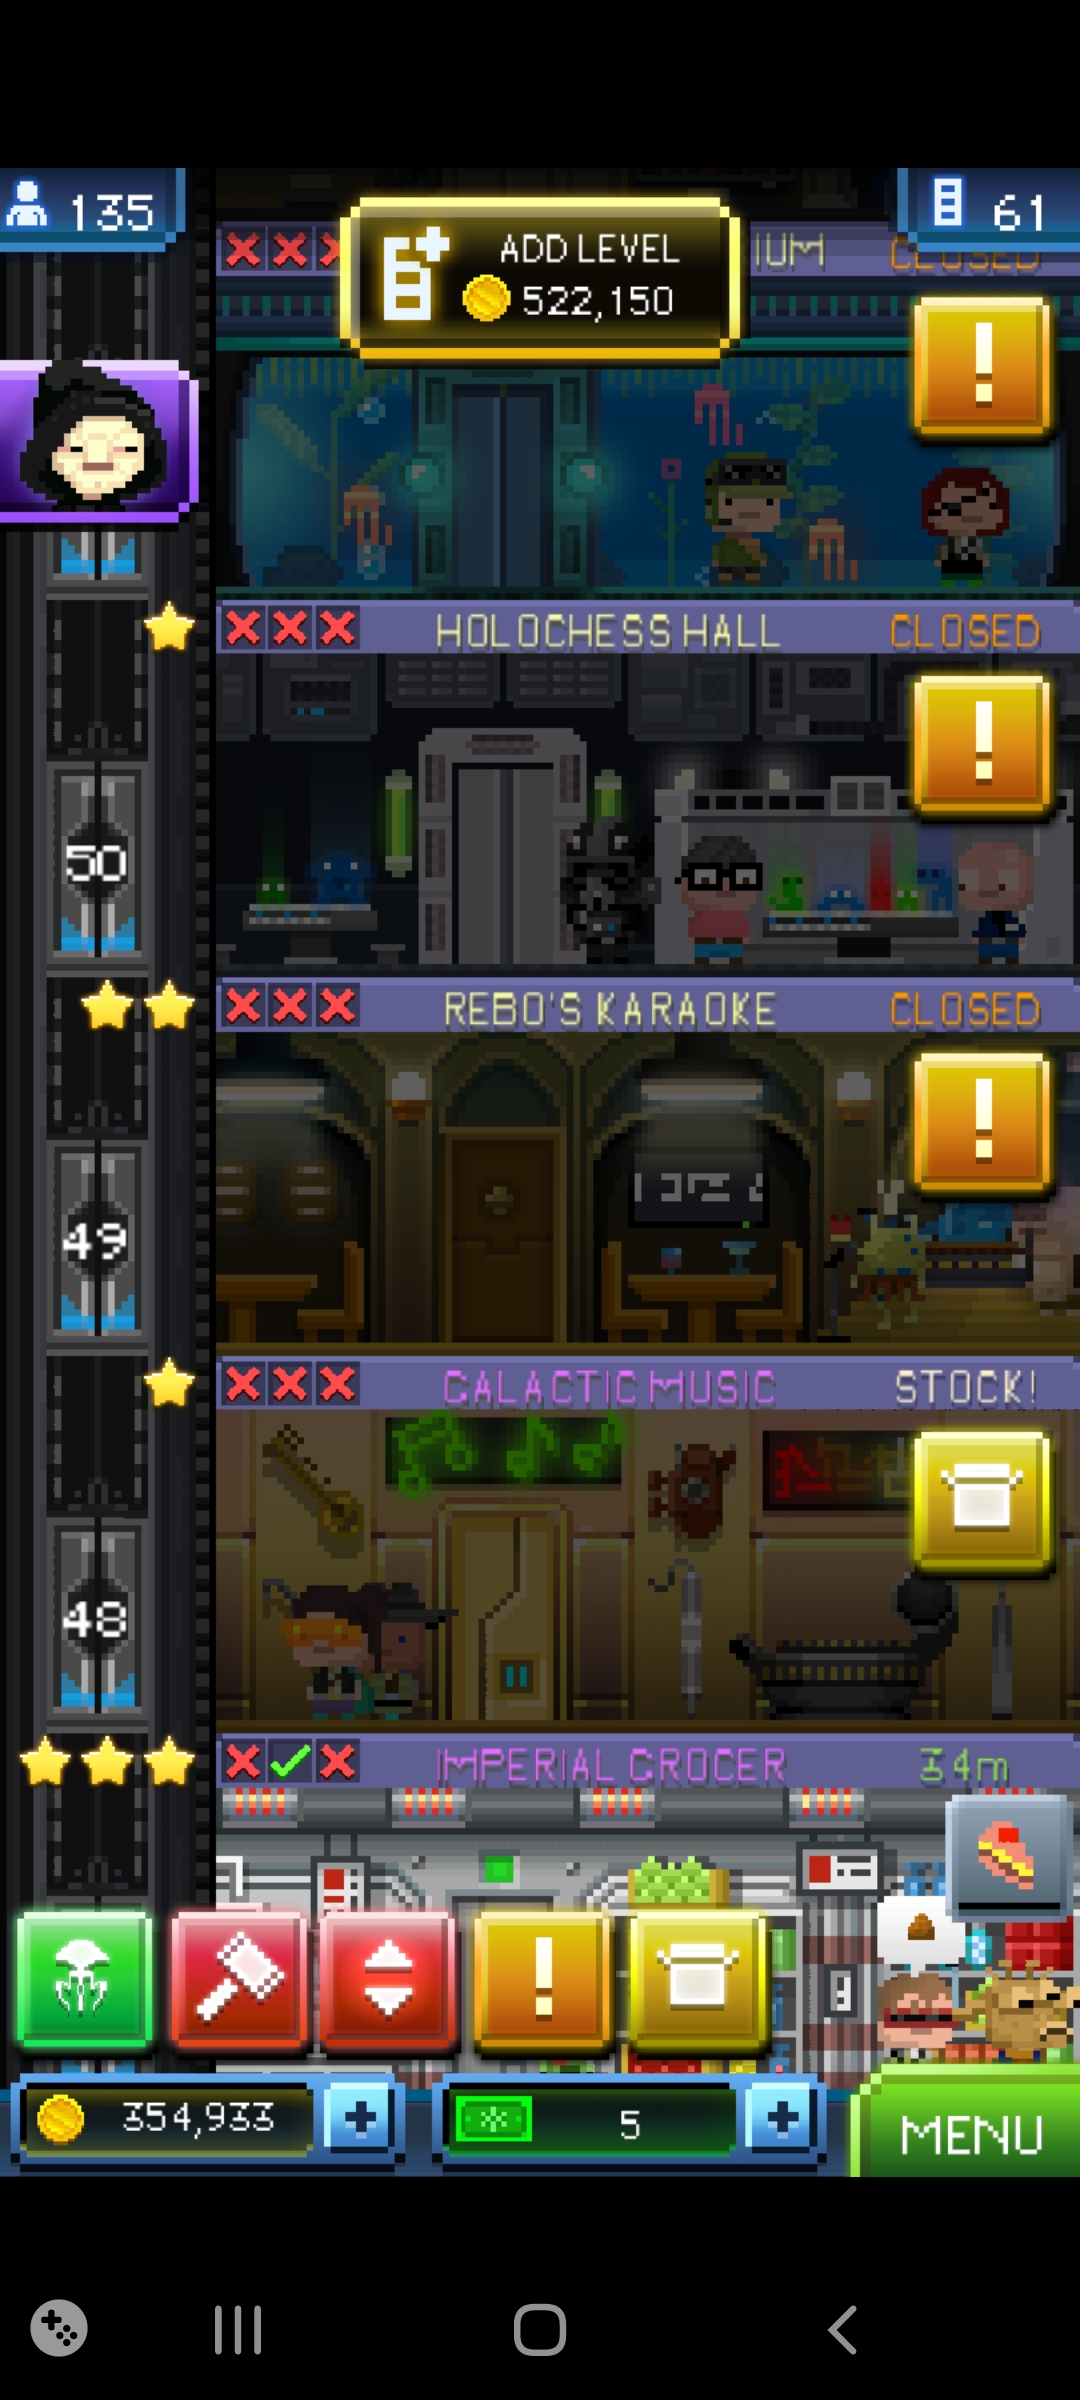 135
ADD LEVEL
522,150
61
IUM CLOSED
HOLOCHESS HALL CLOSED
50
REBO'S KARAOKE CLOSED
49
GALACTIC MUSIC STOCK!
48
IMPERIAL GROCER 34m
354,933
5
MENU